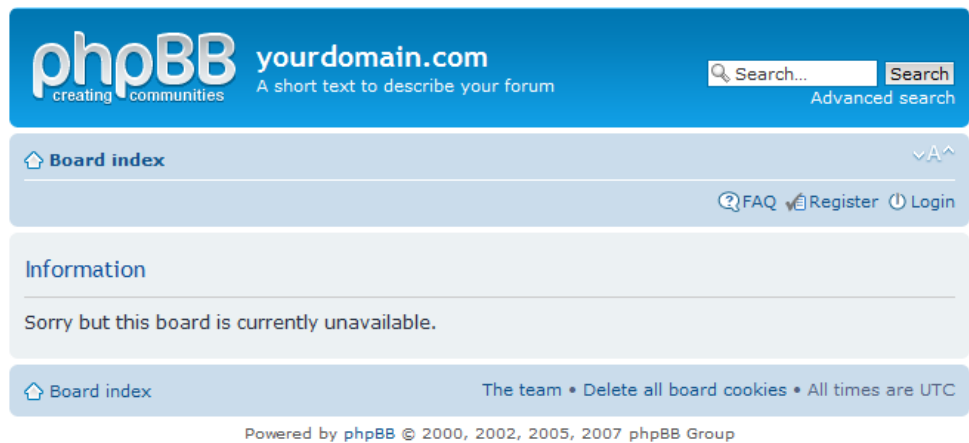 phpBB
creating communities
yourdomain.com
A short text to describe your forum
Search... Search
Advanced search
Board index
A
FAQ Register Login
Information
Sorry but this board is currently unavailable.
Board index The team • Delete all board cookies • All times are UTC
Powered by phpBB © 2000, 2002, 2005, 2007 phpBB Group